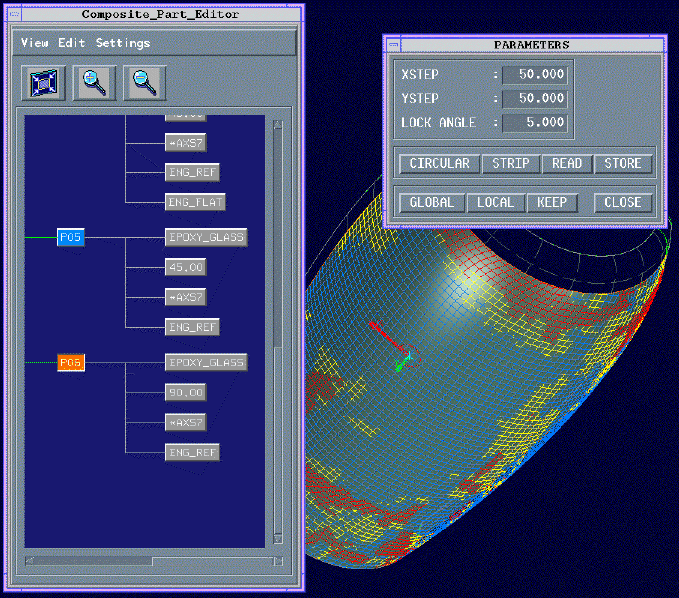 Composite_Part_Editor
View Edit Settings
*AXS7
ENG_REF
ENG_FLAT
P05 EPOXY_GLASS
45.00
*AXS7
ENG_REF
P06 EPOXY_GLASS
90.00
*AXS7
ENG_REF
PARAMETERS
XSTEP : 50.000
YSTEP : 50.000
LOCK ANGLE : 5.000
CIRCULAR STRIP READ STORE
GLOBAL LOCAL KEEP CLOSE